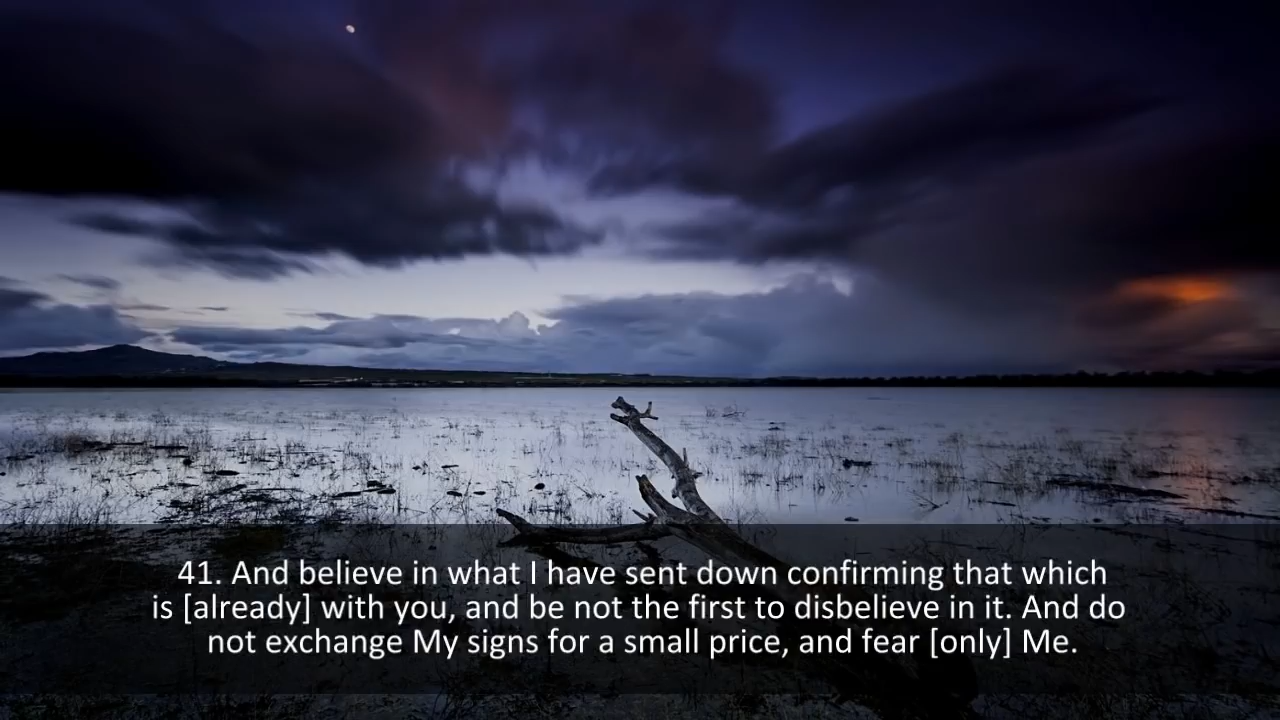 41. And believe in what I have sent down confirming that which
is [already] with you, and be not the first to disbelieve in it. And do
not exchange My signs for a small price, and fear [only] Me.